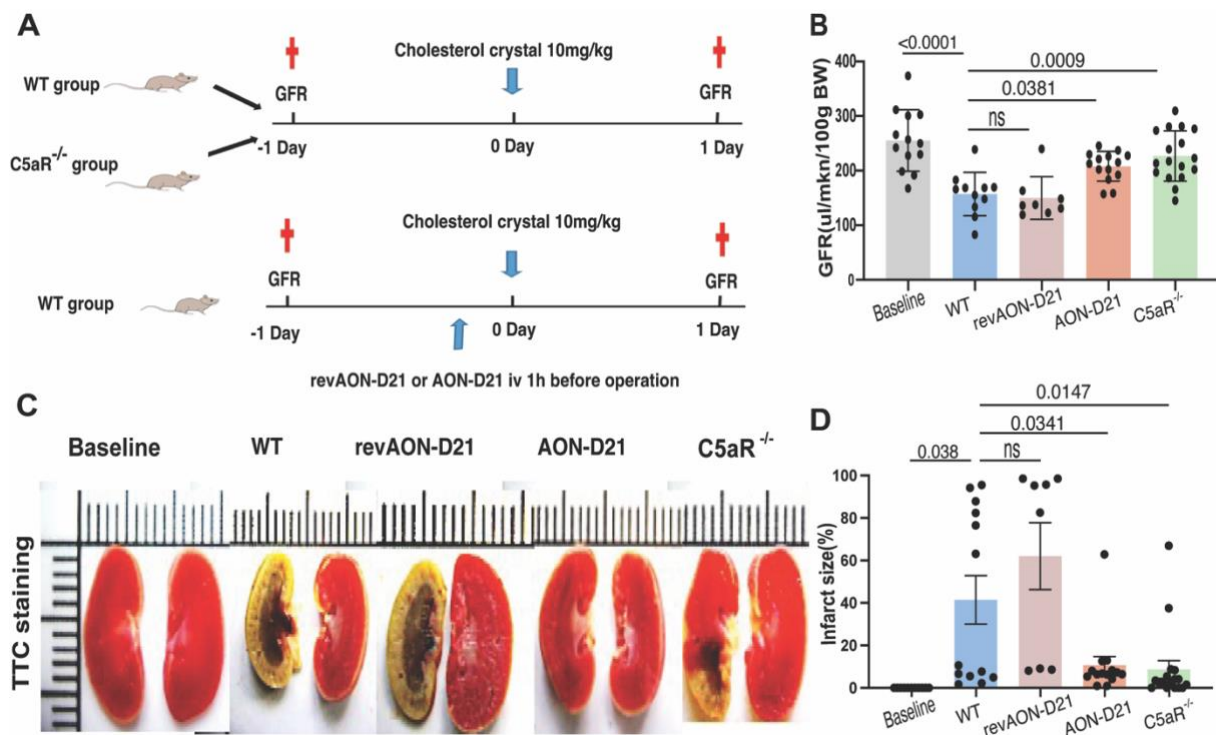 A
Cholesterol crystal 10mg/kg
WT group
GFR
GFR
-1 Day
0 Day
1 Day
C5aR-/- group
Cholesterol crystal 10mg/kg
GFR
GFR
WT group
-1 Day
0 Day
1 Day
revAON-D21 or AON-D21 iv 1h before operation
B
<0.0001
0.0009
0.0381
ns
GFR(ul/mkn/100g BW)
400
300
200
100
0
Baseline
WT
revAON-D21
AON-D21
C5aR-/-
C
Baseline
WT
revAON-D21
AON-D21
C5aR -/-
TTC staining
D
0.0147
0.0341
0.038
ns
Infarct size(%)
100
80
60
40
20
0
Baseline
WT
revAON-D21
AON-D21
C5aR-/-